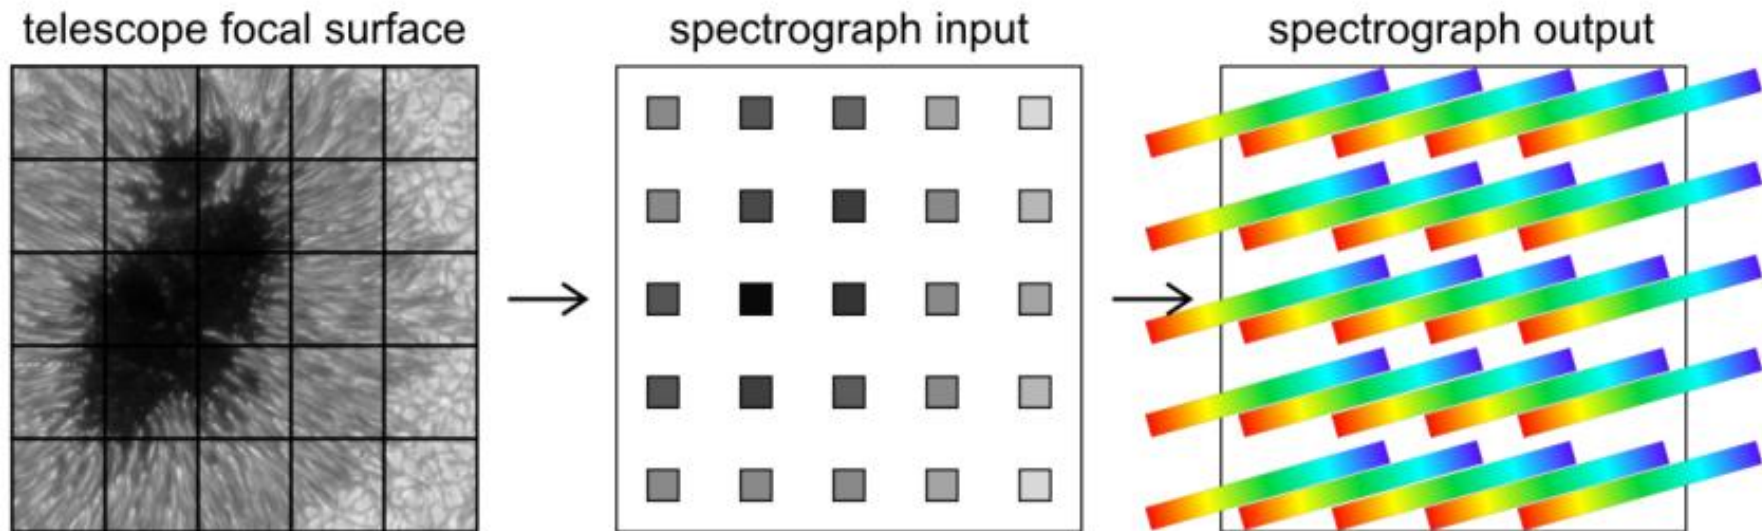 telescope focal surface
spectrograph input
spectrograph output